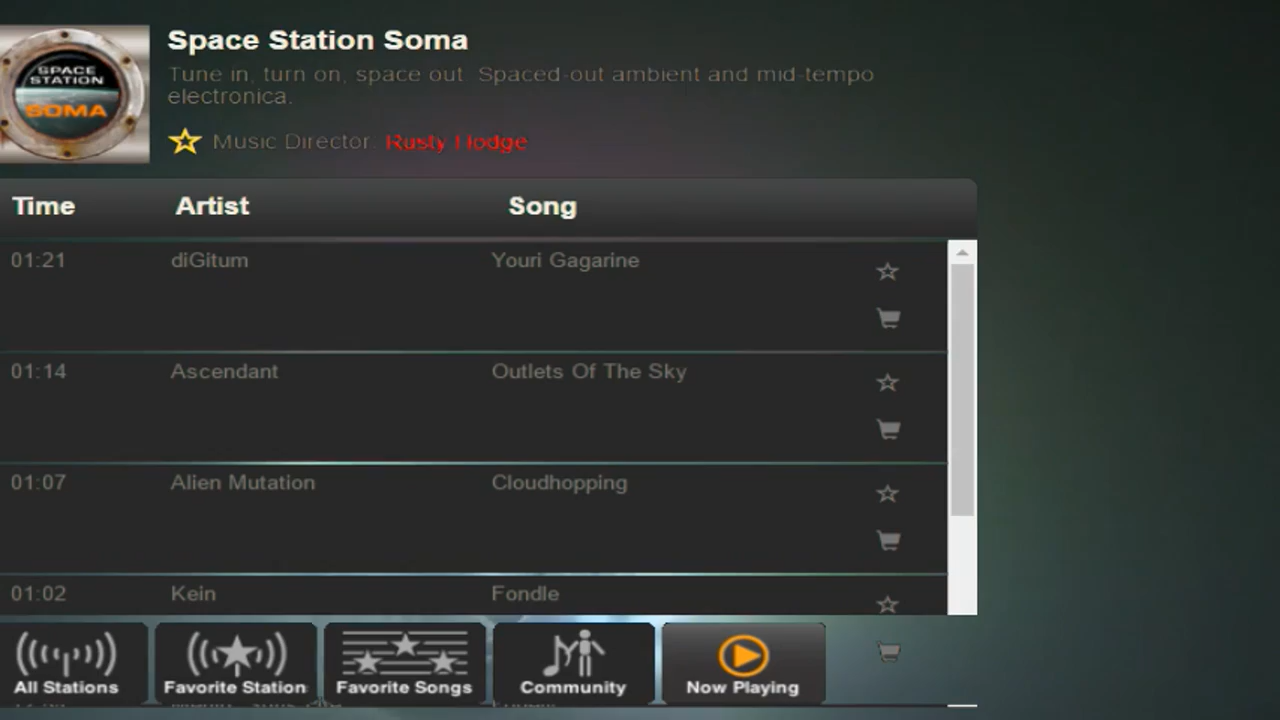 SPACE
STATION
SOMA
Space Station Soma
Tune in, turn on, space out. Spaced-out ambient and mid-tempo
electronica.
Music Director: Rusty Hodge
Time Artist Song
01:21 diGitum Youri Gagarine
01:14 Ascendant Outlets Of The Sky
01:07 Alien Mutation Cloudhopping
01:02 Kein Fondle
All Stations Favorite Station Favorite Songs Community Now Playing